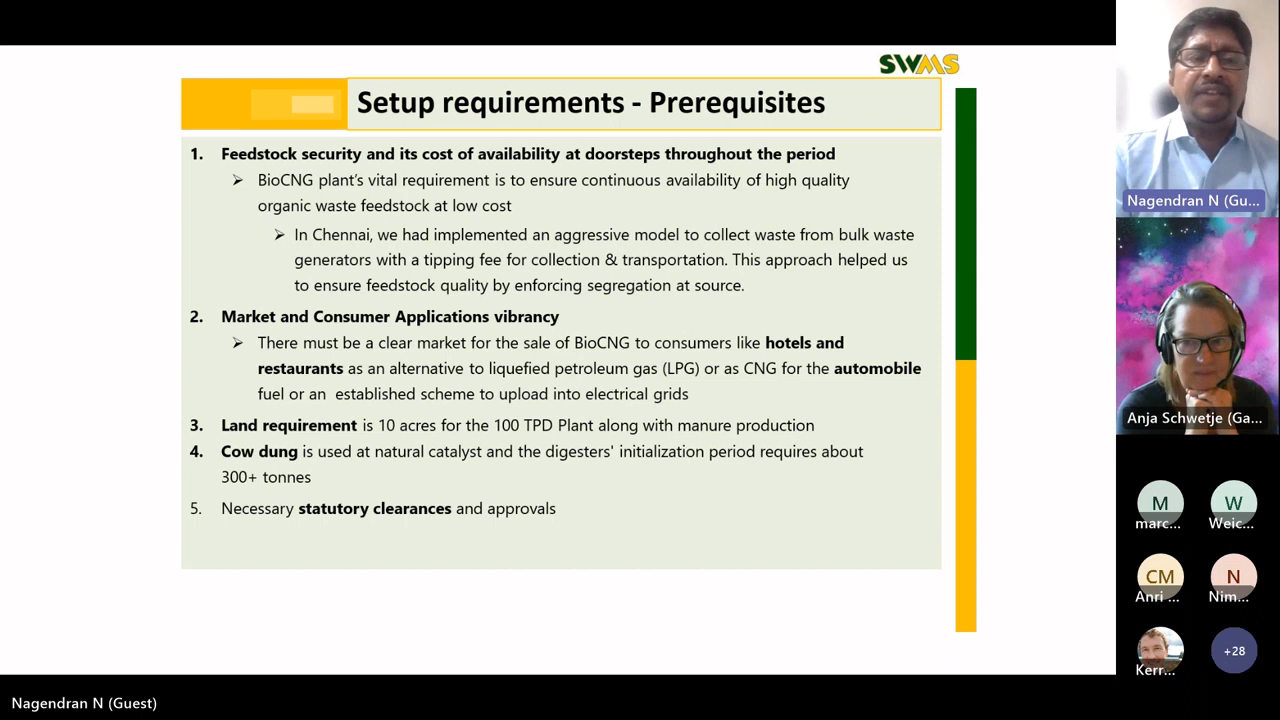 SWMS
Setup requirements - Prerequisites
1. Feedstock security and its cost of availability at doorsteps throughout the period
➢ BioCNG plant's vital requirement is to ensure continuous availability of high quality
organic waste feedstock at low cost
➢ In Chennai, we had implemented an aggressive model to collect waste from bulk waste
generators with a tipping fee for collection & transportation. This approach helped us
to ensure feedstock quality by enforcing segregation at source.
2. Market and Consumer Applications vibrancy
➢ There must be a clear market for the sale of BioCNG to consumers like hotels and
restaurants as an alternative to liquefied petroleum gas (LPG) or as CNG for the automobile
fuel or an established scheme to upload into electrical grids
3. Land requirement is 10 acres for the 100 TPD Plant along with manure production
4. Cow dung is used at natural catalyst and the digesters' initialization period requires about
300+ tonnes
5. Necessary statutory clearances and approvals
Nagendran N (Gu...
Anja Schwetje (Ga...
M
marc...
W
Weic...
CM
Anri ...
N
Nim...
Kerr...
+28
Nagendran N (Guest)